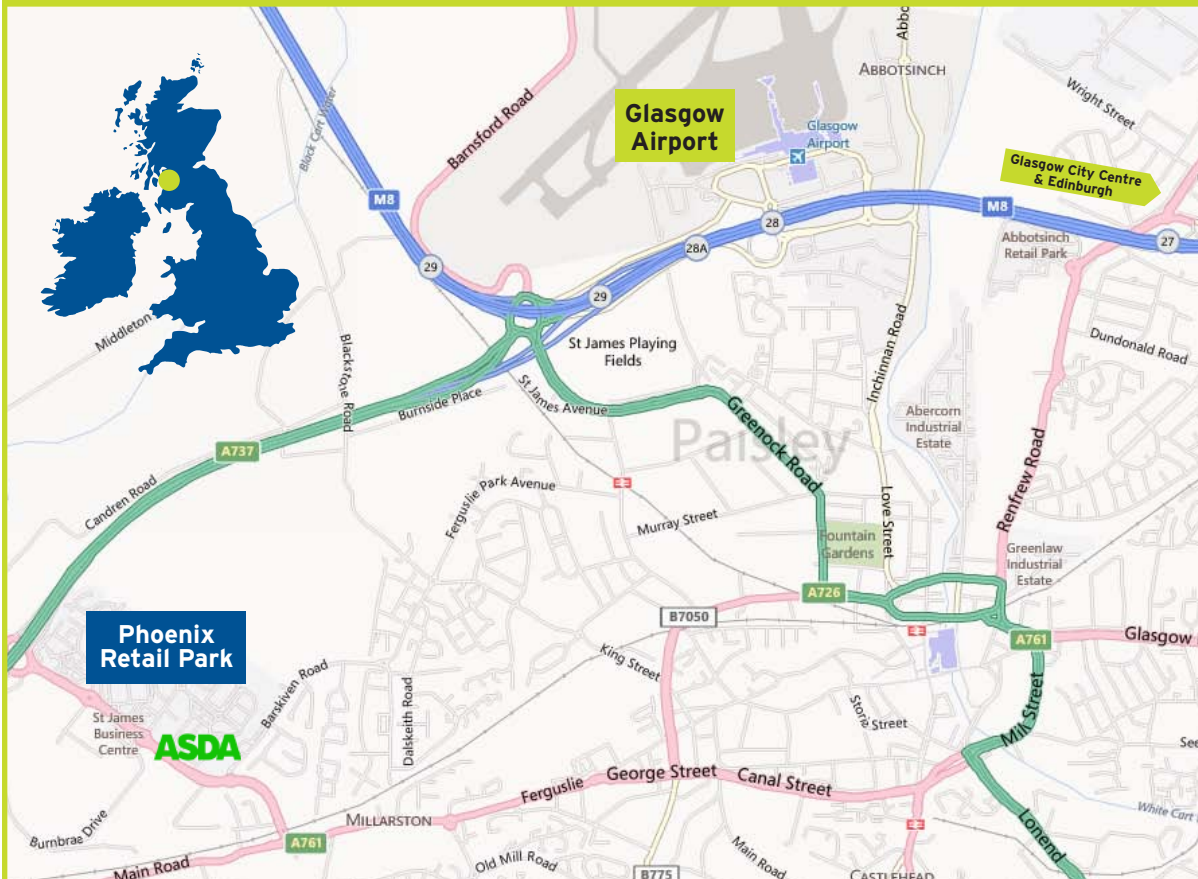 Abbo
ABBOTSINCH
Wright Street
Black Cart Water
Barnsford Road
Glasgow
Airport
Glasgow
Airport
Glasgow City Centre
& Edinburgh
M8
M8
28
28A
27
29
29
Abbotsinch
Retail Park
Middleton
Blackstone Road
St James Playing
Fields
Inchinnan Road
Dundonald Road
Burnside Place
St James Avenue
Greenock Road
Abercorn
Industrial
Estate
Paisley
Renfrew Road
A737
Candren Road
Ferguslie Park Avenue
Murray Street
Love Street
Fountain
Gardens
Greenlaw
Industrial
Estate
A726
B7050
A761
Glasgow
Phoenix
Retail Park
King Street
Barskiven Road
Dalskeith Road
Storie Street
Mill Street
St James
Business
Centre
ASDA
See
Ferguslie
George Street
Canal Street
White Cart
Burnbrae Drive
MILLARSTON
A761
Lonend
Main Road
Old Mill Road
B775
Main Road
CASTLEHEAD